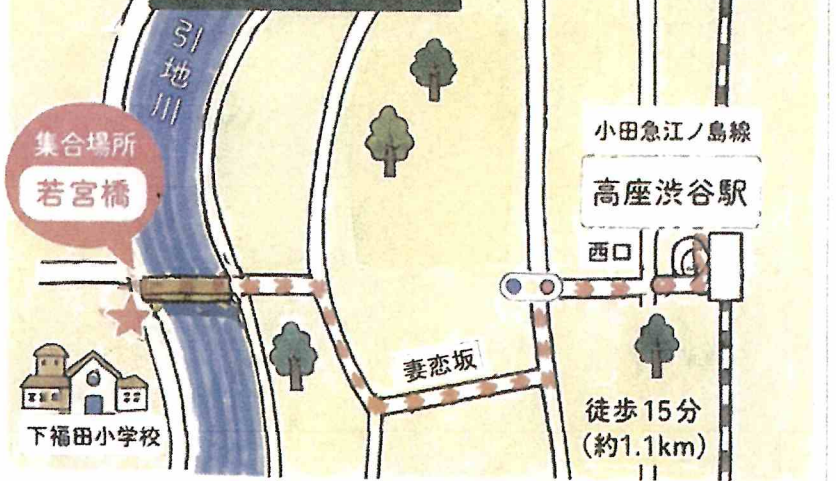 引地川
集合場所
若宮橋
小田急江ノ島線
高座渋谷駅
西口
妻恋坂
徒歩15分
(約1.1km)
下福田小学校